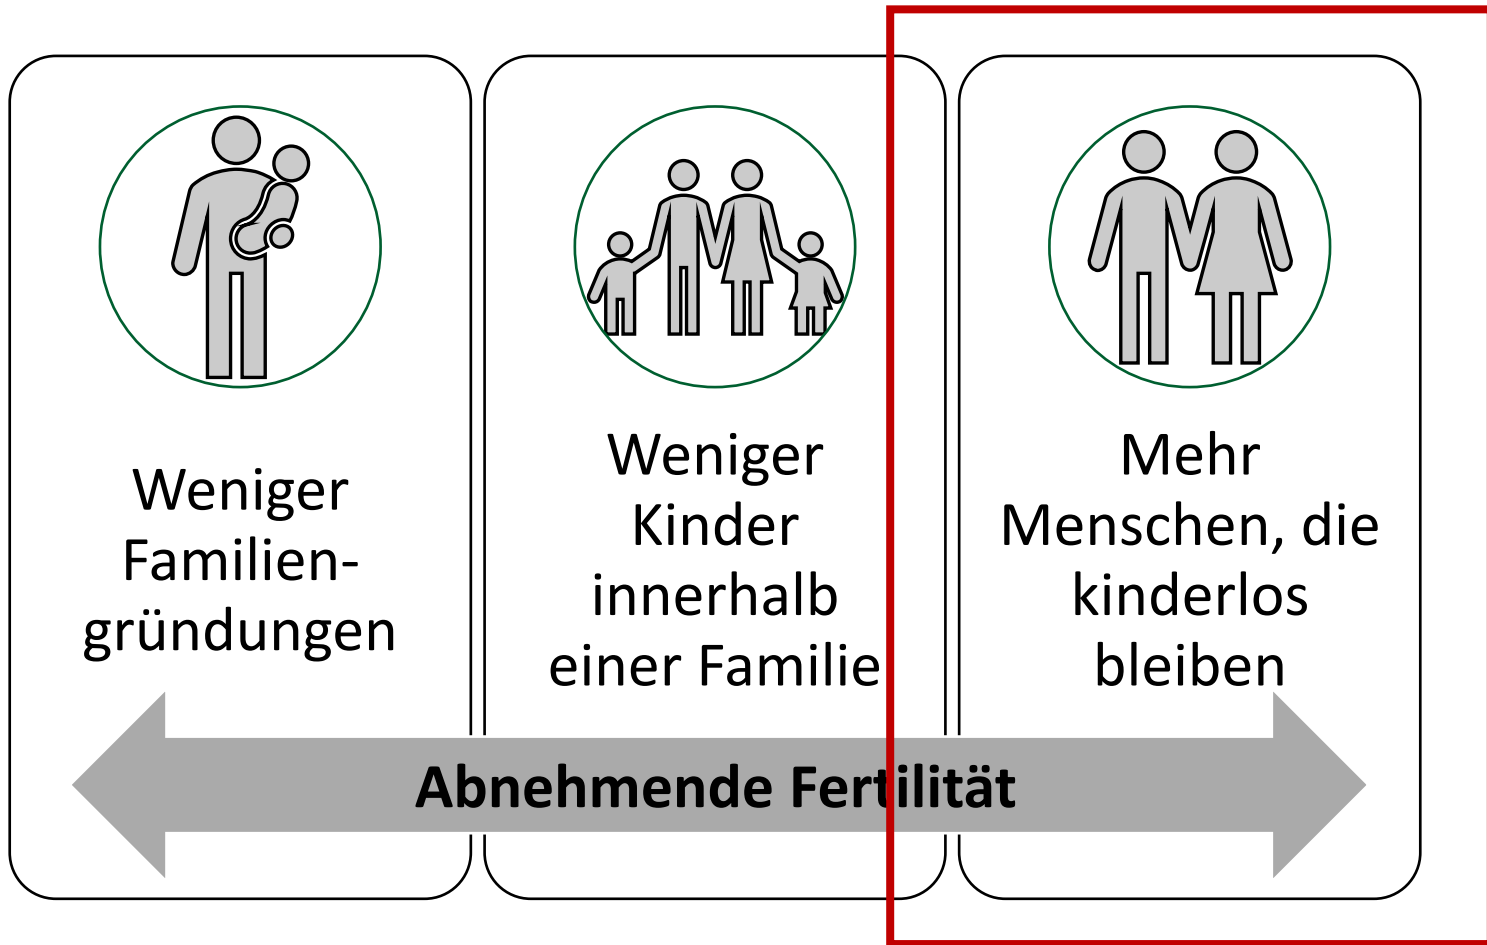 Weniger
Familien-
gründungen
Weniger
Kinder
innerhalb
einer Familie
Mehr
Menschen, die
kinderlos
bleiben
Abnehmende Fertilität